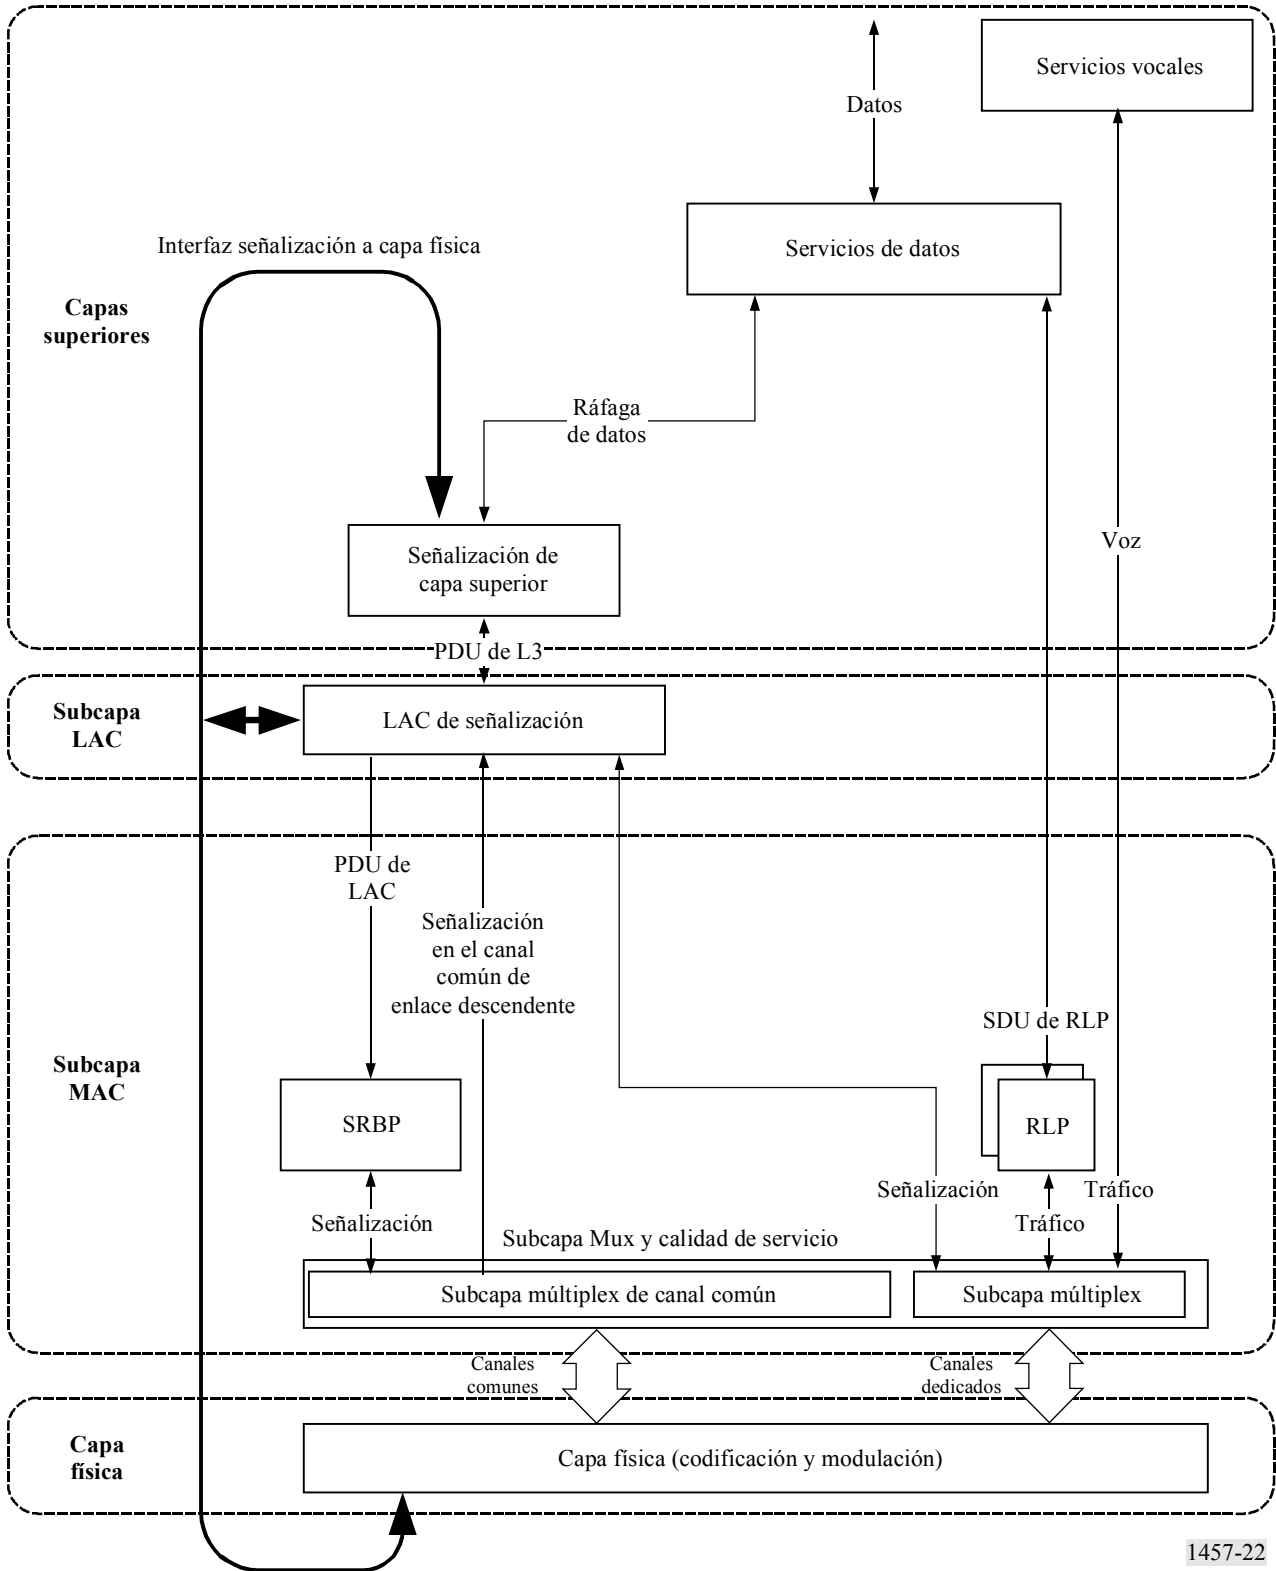 Servicios vocales
Datos
Servicios de datos
Interfaz señalización a capa física
Capas
superiores
Ráfaga
de datos
Voz
Señalización de
capa superior
PDU de L3
Subcapa
LAC
LAC de señalización
PDU de
LAC
Señalización
en el canal
común de
enlace descendente
SDU de RLP
Subcapa
MAC
SRBP
RLP
Señalización
Tráfico
Señalización
Tráfico
Subcapa Mux y calidad de servicio
Subcapa múltiplex de canal común
Subcapa múltiplex
Canales
comunes
Canales
dedicados
Capa
física
Capa física (codificación y modulación)
1457-22